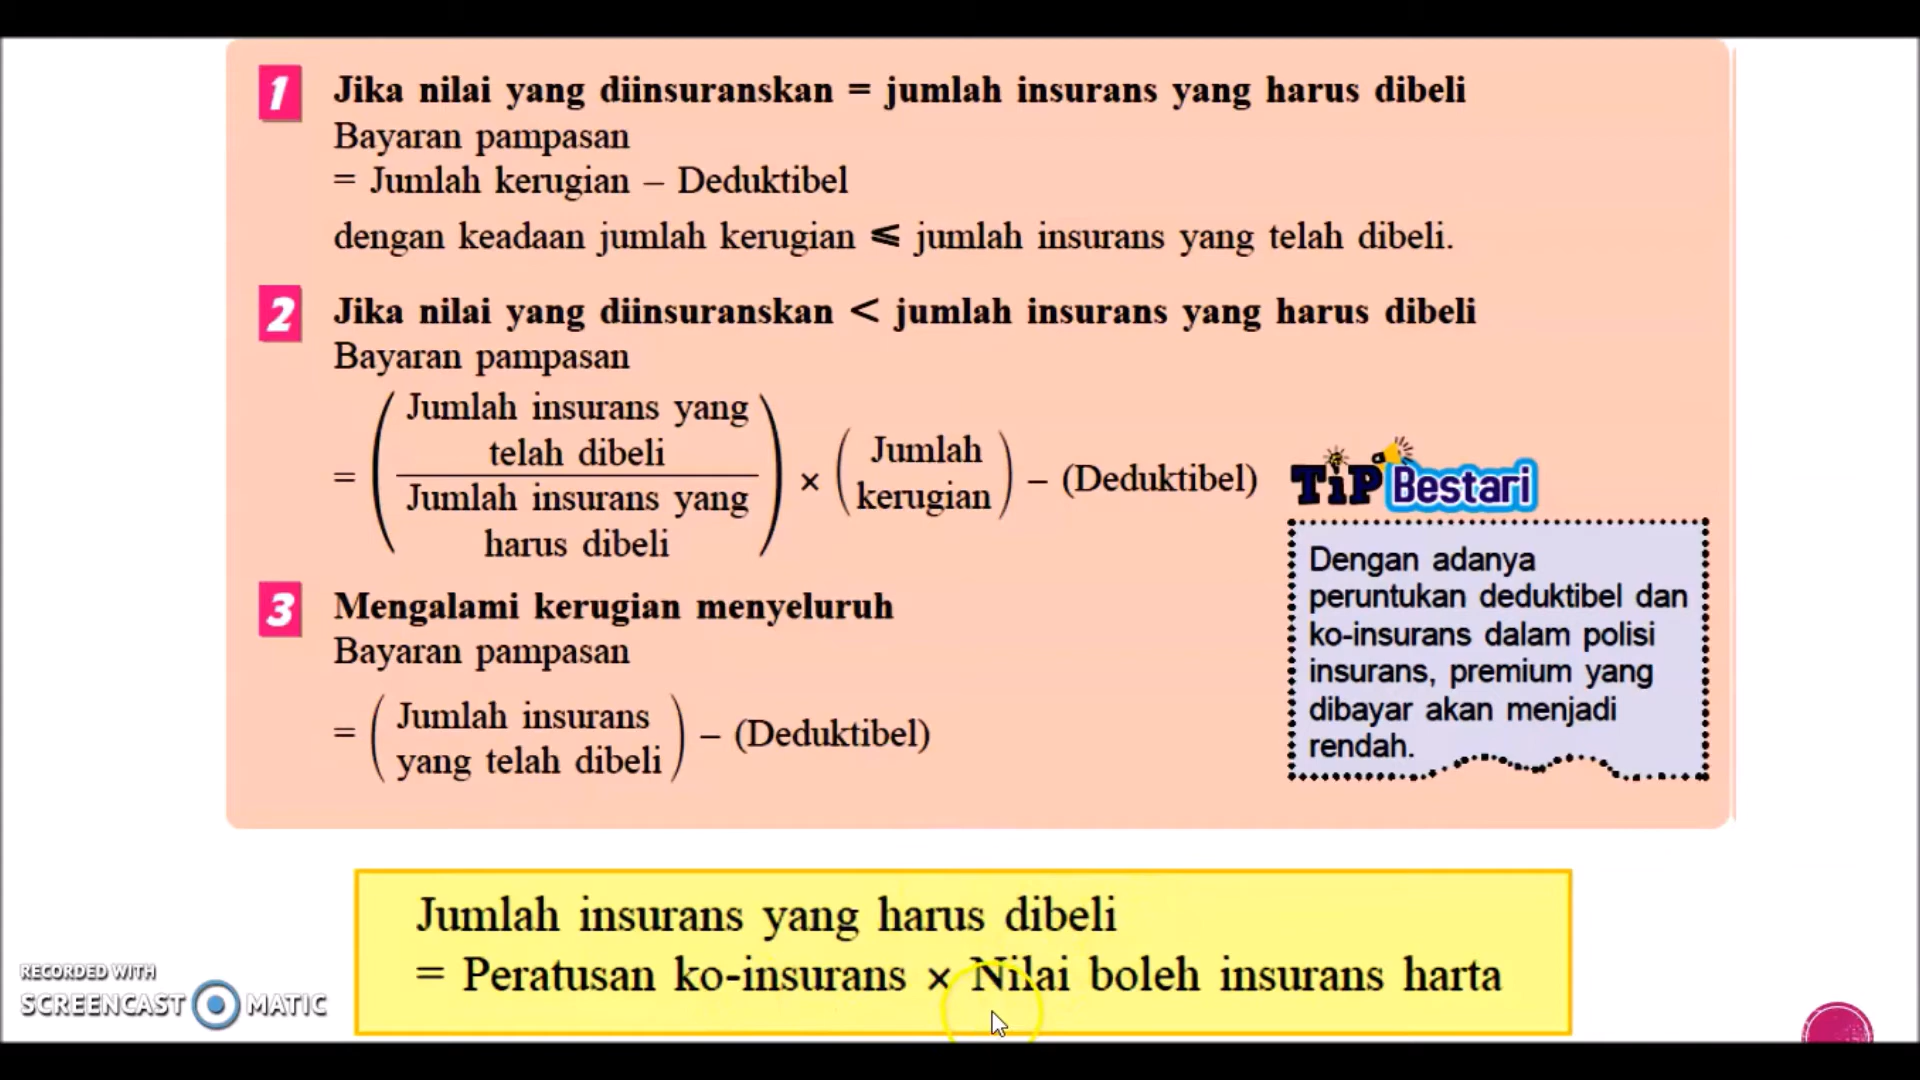 1 Jika nilai yang diinsuranskan = jumlah insurans yang harus dibeli
Bayaran pampasan
= Jumlah kerugian – Deduktibel
dengan keadaan jumlah kerugian ⩽ jumlah insurans yang telah dibeli.
2 Jika nilai yang diinsuranskan < jumlah insurans yang harus dibeli
Bayaran pampasan
Jumlah insurans yang
telah dibeli
Jumlah insurans yang
harus dibeli
= × Jumlah
kerugian
– (Deduktibel)
3 Mengalami kerugian menyeluruh
Bayaran pampasan
= ( Jumlah insurans
yang telah dibeli ) – (Deduktibel)
TiP Bestari
Dengan adanya
peruntukan deduktibel dan
ko-insurans dalam polisi
insurans, premium yang
dibayar akan menjadi
rendah.
Jumlah insurans yang harus dibeli
= Peratusan ko-insurans × Nilai boleh insurans harta
RECORDED WITH
SCREENCAST MATIC